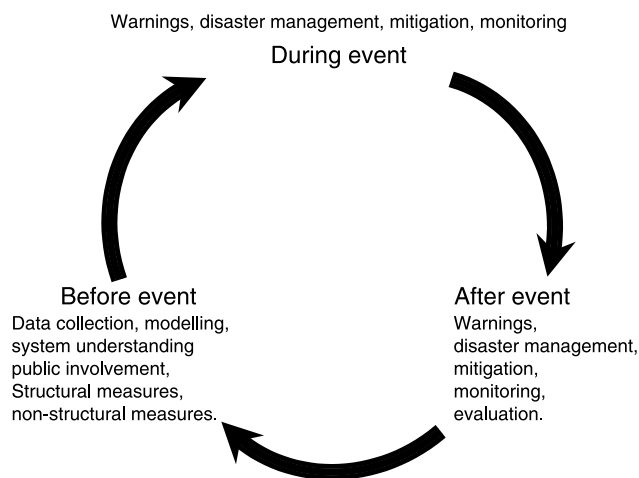 Warnings, disaster management, mitigation, monitoring
During event
Before event
Data collection, modelling,
system understanding
public involvement,
Structural measures,
non-structural measures.
After event
Warnings,
disaster management,
mitigation,
monitoring,
evaluation.